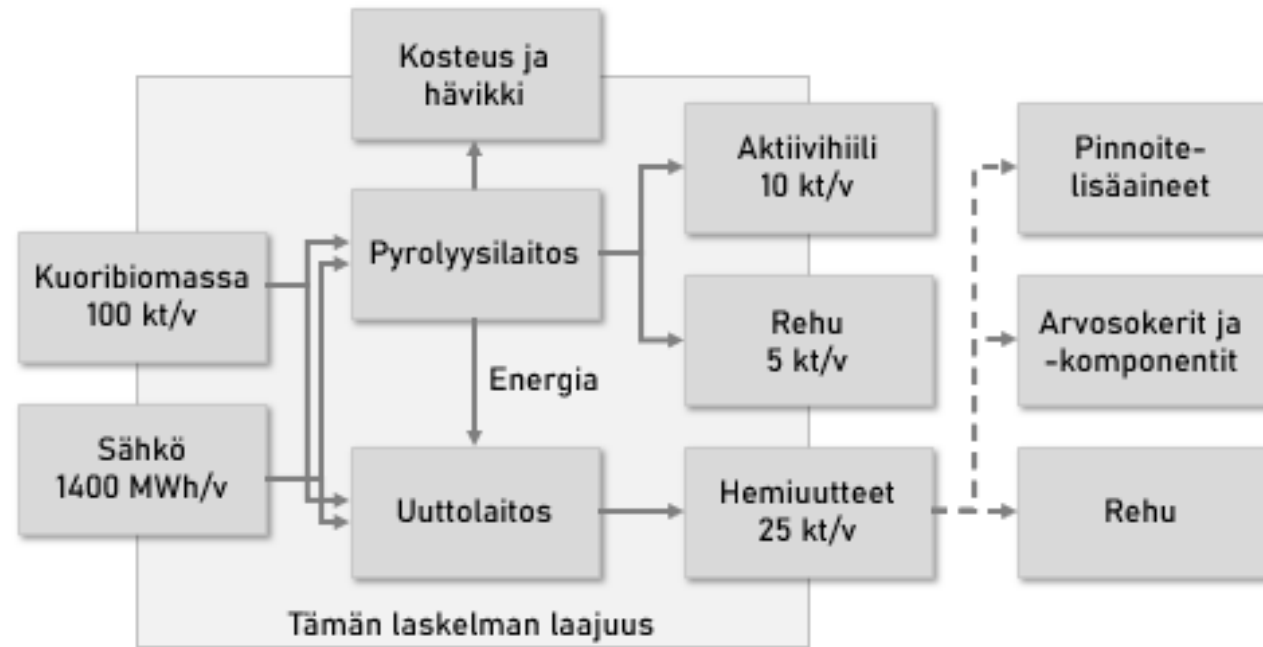 Kosteus ja
hävikki
Aktiivihiili
10 kt/v
Pinnoite-
lisäaineet
Kuoribiomassa
100 kt/v
Pyrolyysilaitos
Rehu
5 kt/v
Arvosokerit ja
-komponentit
Energia
Sähkö
1400 MWh/v
Uuttolaitos
Hemiuutteet
25 kt/v
Rehu
Tämän laskelman laajuus